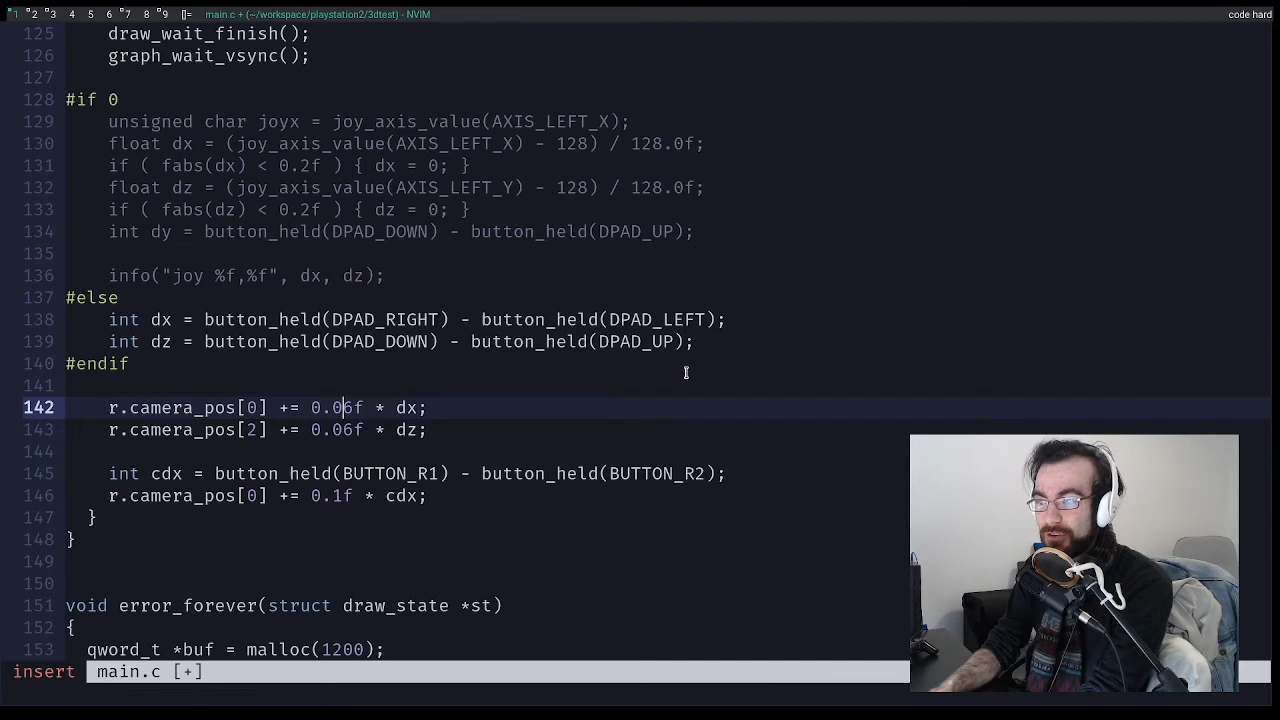 1 2 3 4 5 6 7 8 9 []= main.c + (~/workspace/playstation2/3dtest) - NVIM code hard
125 draw_wait_finish();
126 graph_wait_vsync();
127
128 #if 0
129 unsigned char joyx = joy_axis_value(AXIS_LEFT_X);
130 float dx = (joy_axis_value(AXIS_LEFT_X) - 128) / 128.0f;
131 if ( fabs(dx) < 0.2f ) { dx = 0; }
132 float dz = (joy_axis_value(AXIS_LEFT_Y) - 128) / 128.0f;
133 if ( fabs(dz) < 0.2f ) { dz = 0; }
134 int dy = button_held(DPAD_DOWN) - button_held(DPAD_UP);
135
136 info("joy %f,%f", dx, dz);
137 #else
138 int dx = button_held(DPAD_RIGHT) - button_held(DPAD_LEFT);
139 int dz = button_held(DPAD_DOWN) - button_held(DPAD_UP);
140 #endif
141
142 r.camera_pos[0] += 0.06f * dx;
143 r.camera_pos[2] += 0.06f * dz;
144
145 int cdx = button_held(BUTTON_R1) - button_held(BUTTON_R2);
146 r.camera_pos[0] += 0.1f * cdx;
147 }
148 }
149
150
151 void error_forever(struct draw_state *st)
152 {
153 qword_t *buf = malloc(1200);
insert main.c [+]